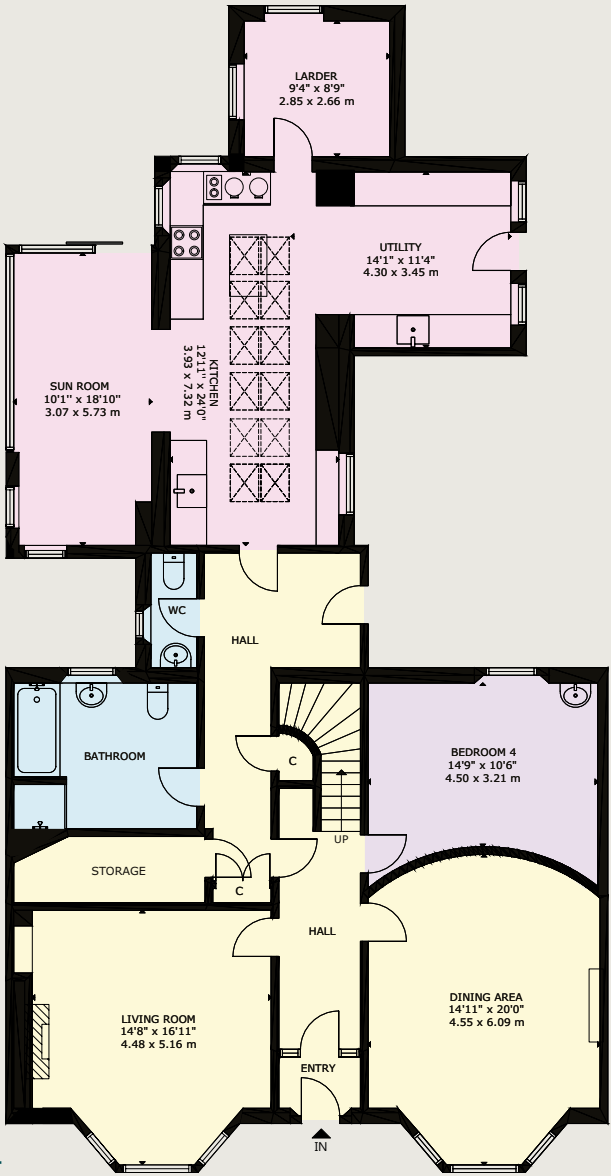 LARDER
9'4" x 8'9"
2.85 x 2.66 m
UTILITY
14'1" x 11'4"
4.30 x 3.45 m
KITCHEN
12'11" x 24'0"
3.93 x 7.32 m
SUN ROOM
10'1" x 18'10"
3.07 x 5.73 m
WC
HALL
BATHROOM
C
BEDROOM 4
14'9" x 10'6"
4.50 x 3.21 m
UP
STORAGE
C
HALL
LIVING ROOM
14'8" x 16'11"
4.48 x 5.16 m
DINING AREA
14'11" x 20'0"
4.55 x 6.09 m
ENTRY
IN